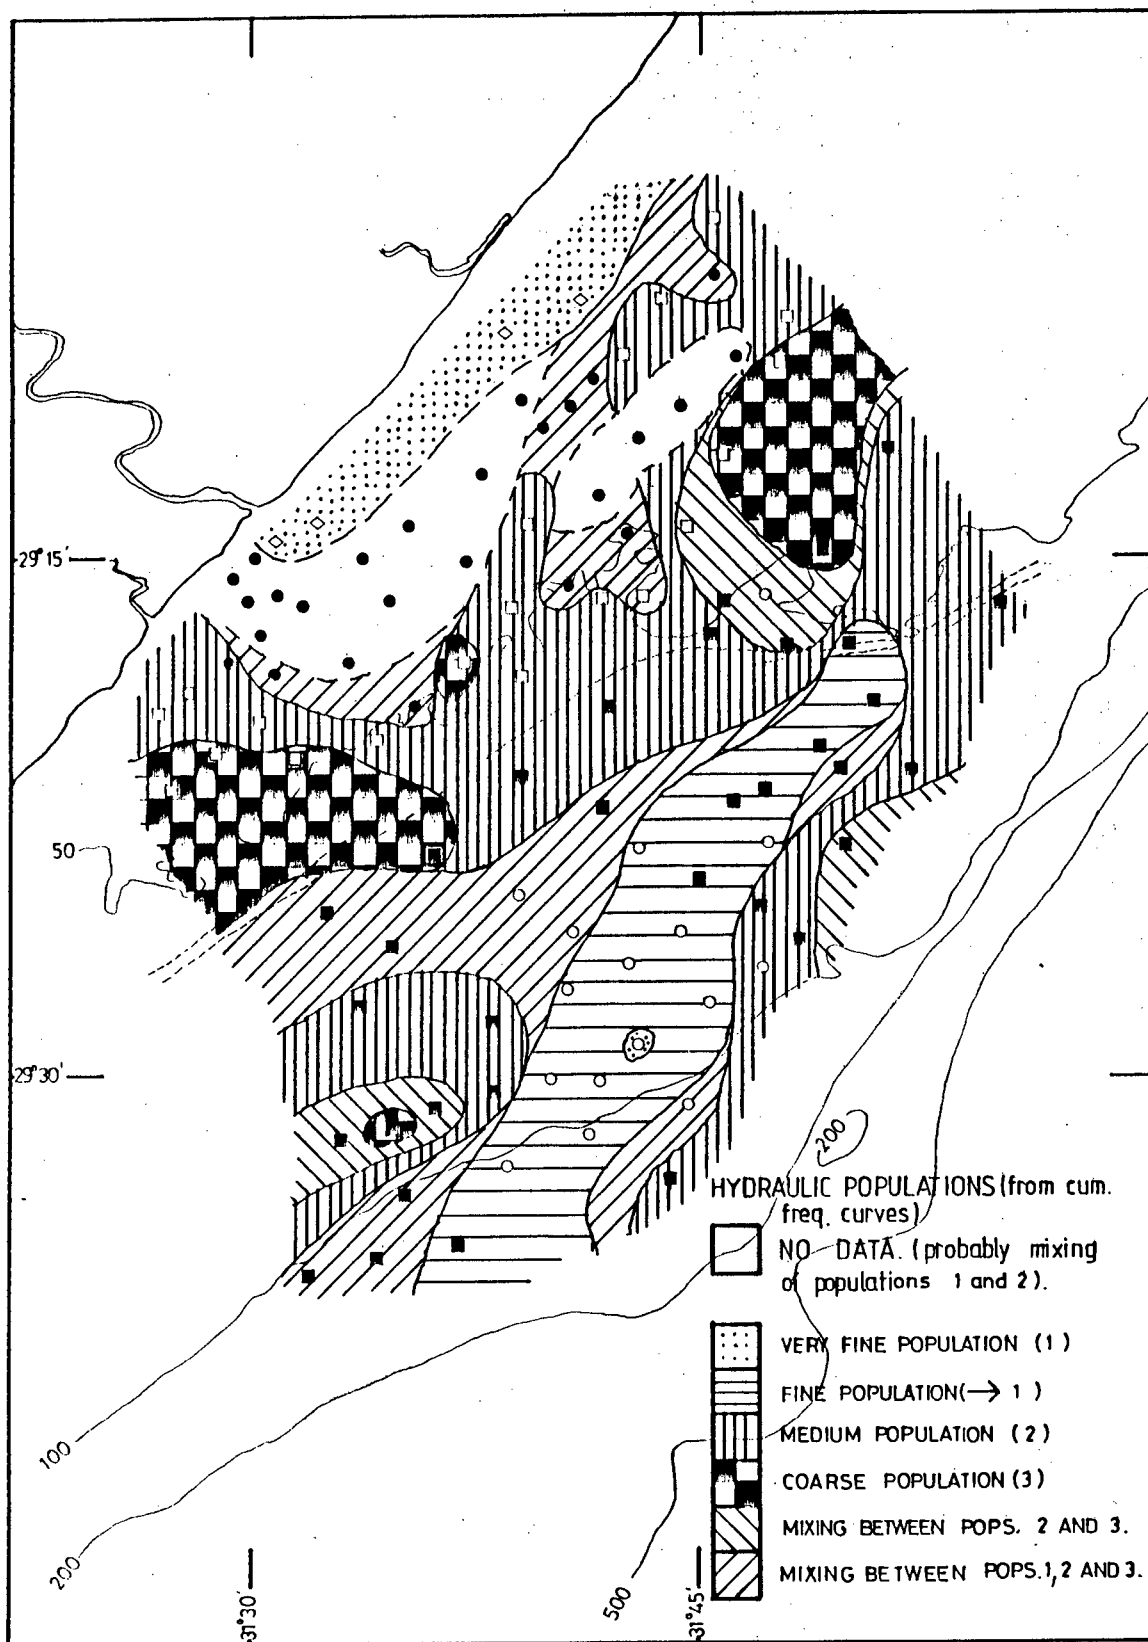 29°15'
50
29°30'
200
HYDRAULIC POPULATIONS (from cum.
freq. curves)
NO DATA. (probably mixing
of populations 1 and 2).
VERY FINE POPULATION (1)
FINE POPULATION (→ 1)
MEDIUM POPULATION (2)
COARSE POPULATION (3)
MIXING BETWEEN POPS. 2 AND 3.
MIXING BETWEEN POPS. 1, 2 AND 3.
100
200
31°30'
500
31°45'